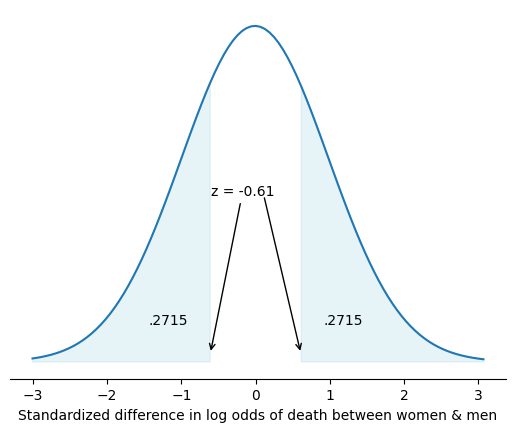 z = -0.61
.2715 .2715
−3 −2 −1 0 1 2 3
Standardized difference in log odds of death between women & men